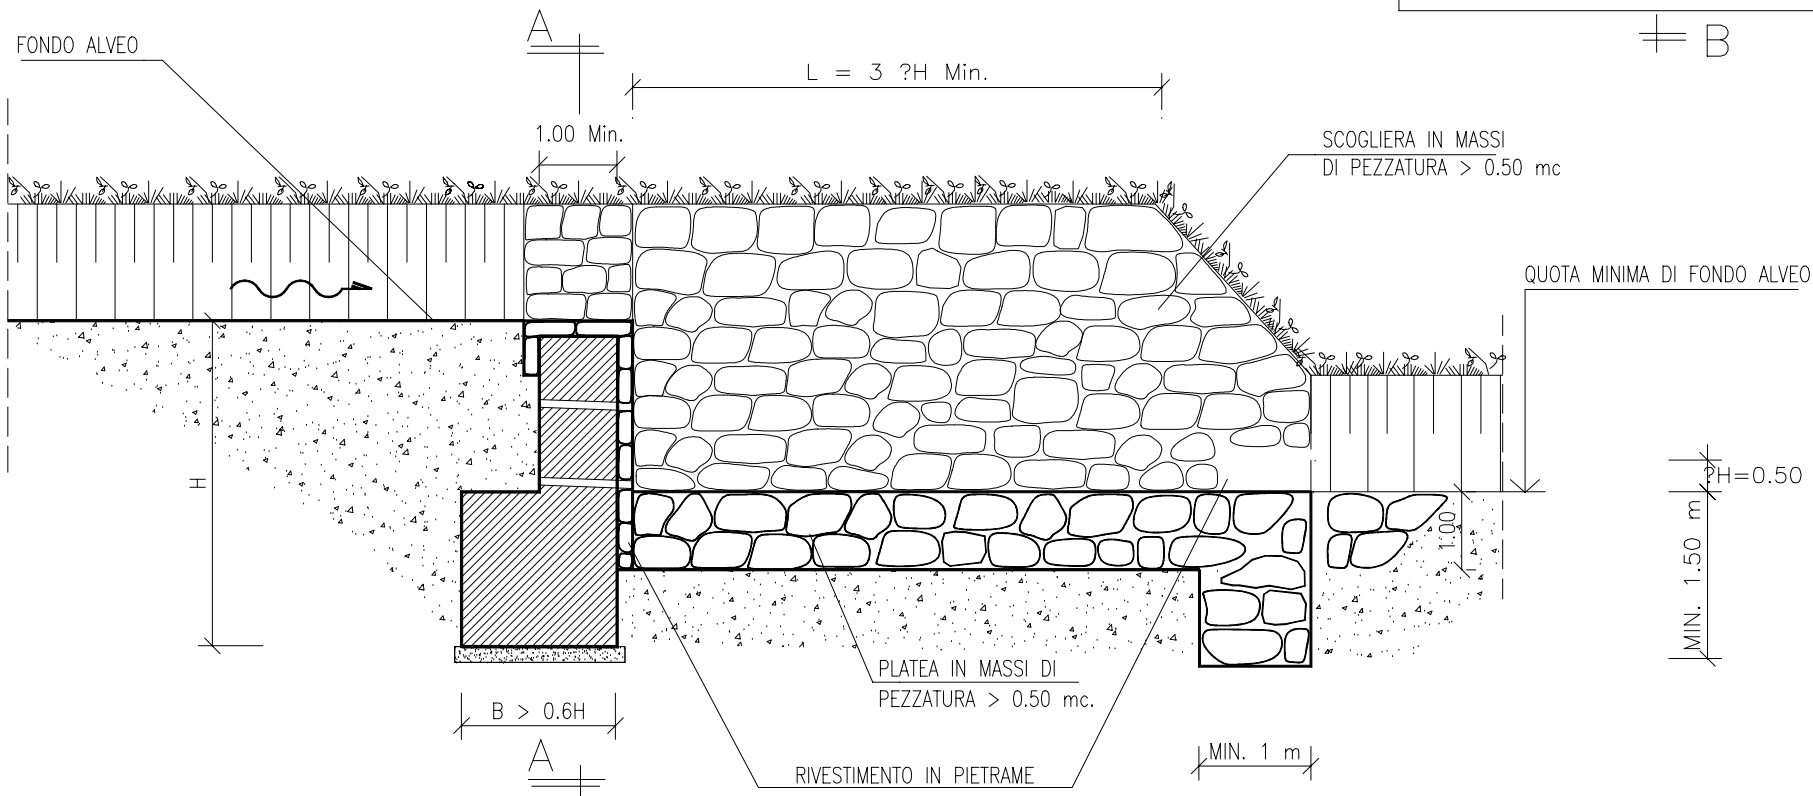 A
B
FONDO ALVEO
L = 3 ?H Min.
1.00 Min.
SCOGLIERA IN MASSI
DI PEZZATURA > 0.50 mc
QUOTA MINIMA DI FONDO ALVEO
H
?H=0.50
1.00
MIN. 1.50 m
PLATEA IN MASSI DI
PEZZATURA > 0.50 mc.
B > 0.6H
A
MIN. 1 m
RIVESTIMENTO IN PIETRAME